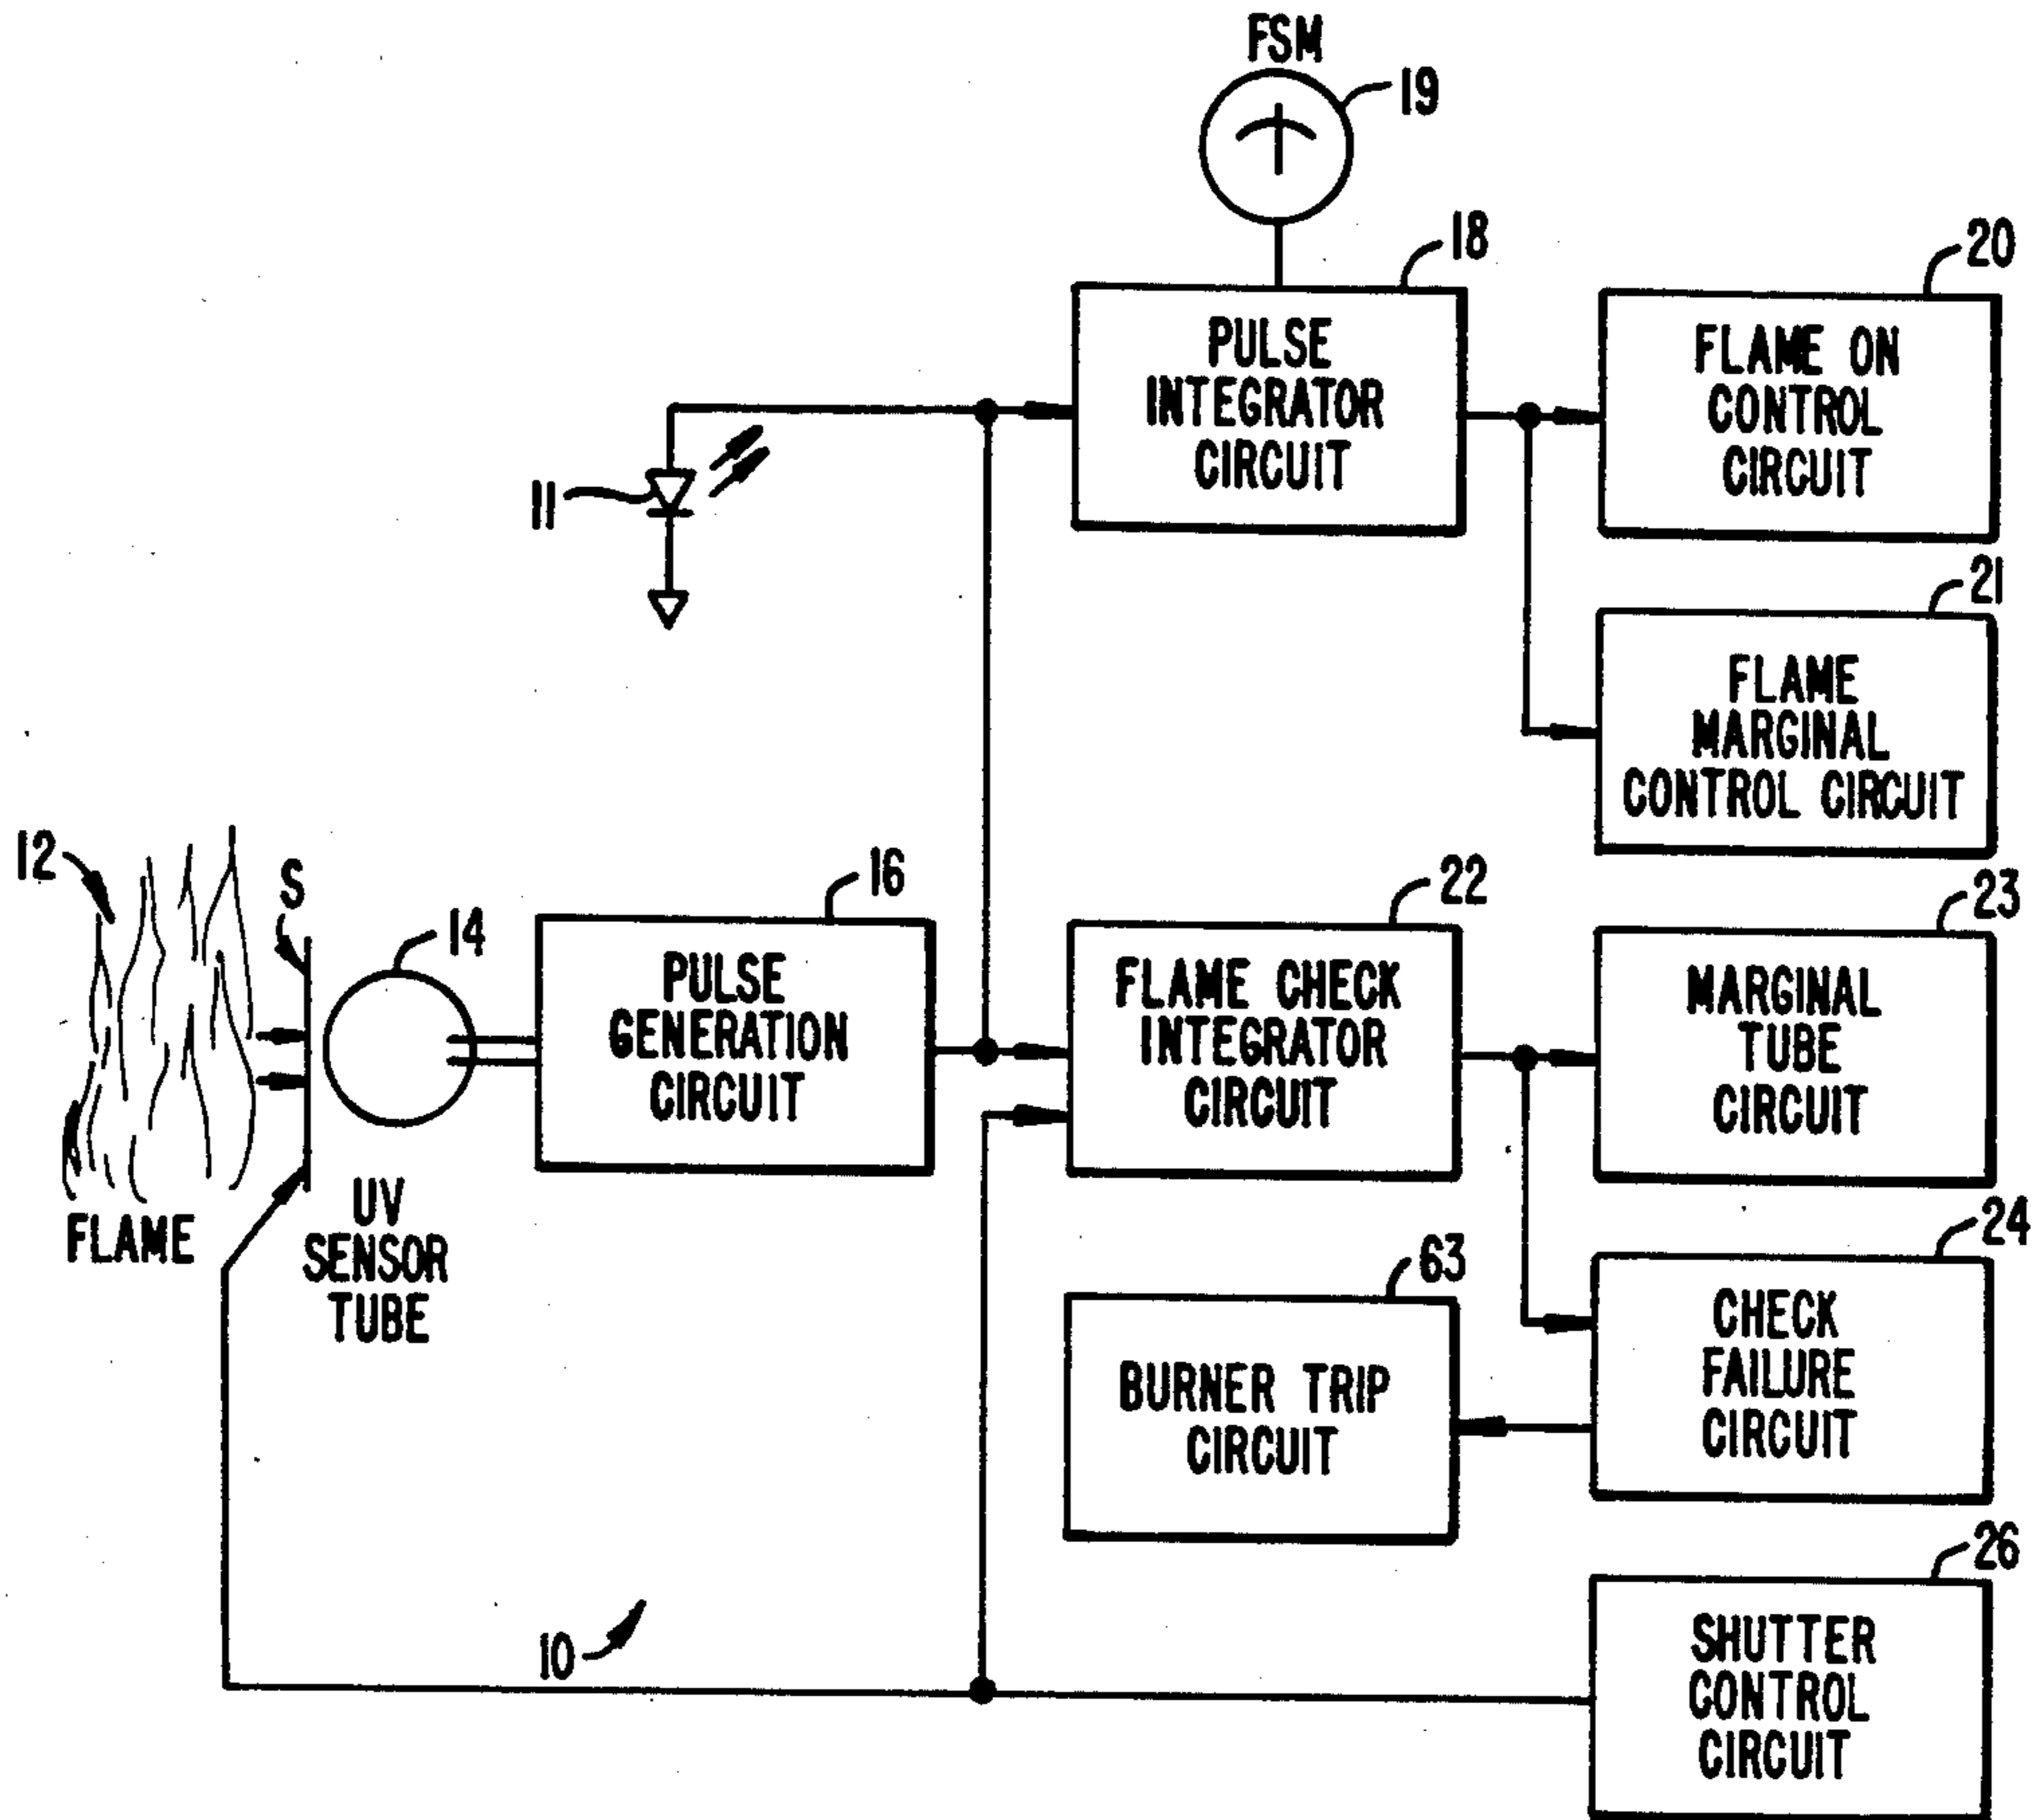 FSM
19
18
20
PULSE
INTEGRATOR
CIRCUIT
FLAME ON
CONTROL
CIRCUIT
11
21
FLAME
MARGINAL
CONTROL CIRCUIT
12
S
14
16
22
23
PULSE
GENERATION
CIRCUIT
FLAME CHECK
INTEGRATOR
CIRCUIT
MARGINAL
TUBE
CIRCUIT
FLAME
UV
SENSOR
TUBE
63
24
BURNER TRIP
CIRCUIT
CHECK
FAILURE
CIRCUIT
10
26
SHUTTER
CONTROL
CIRCUIT